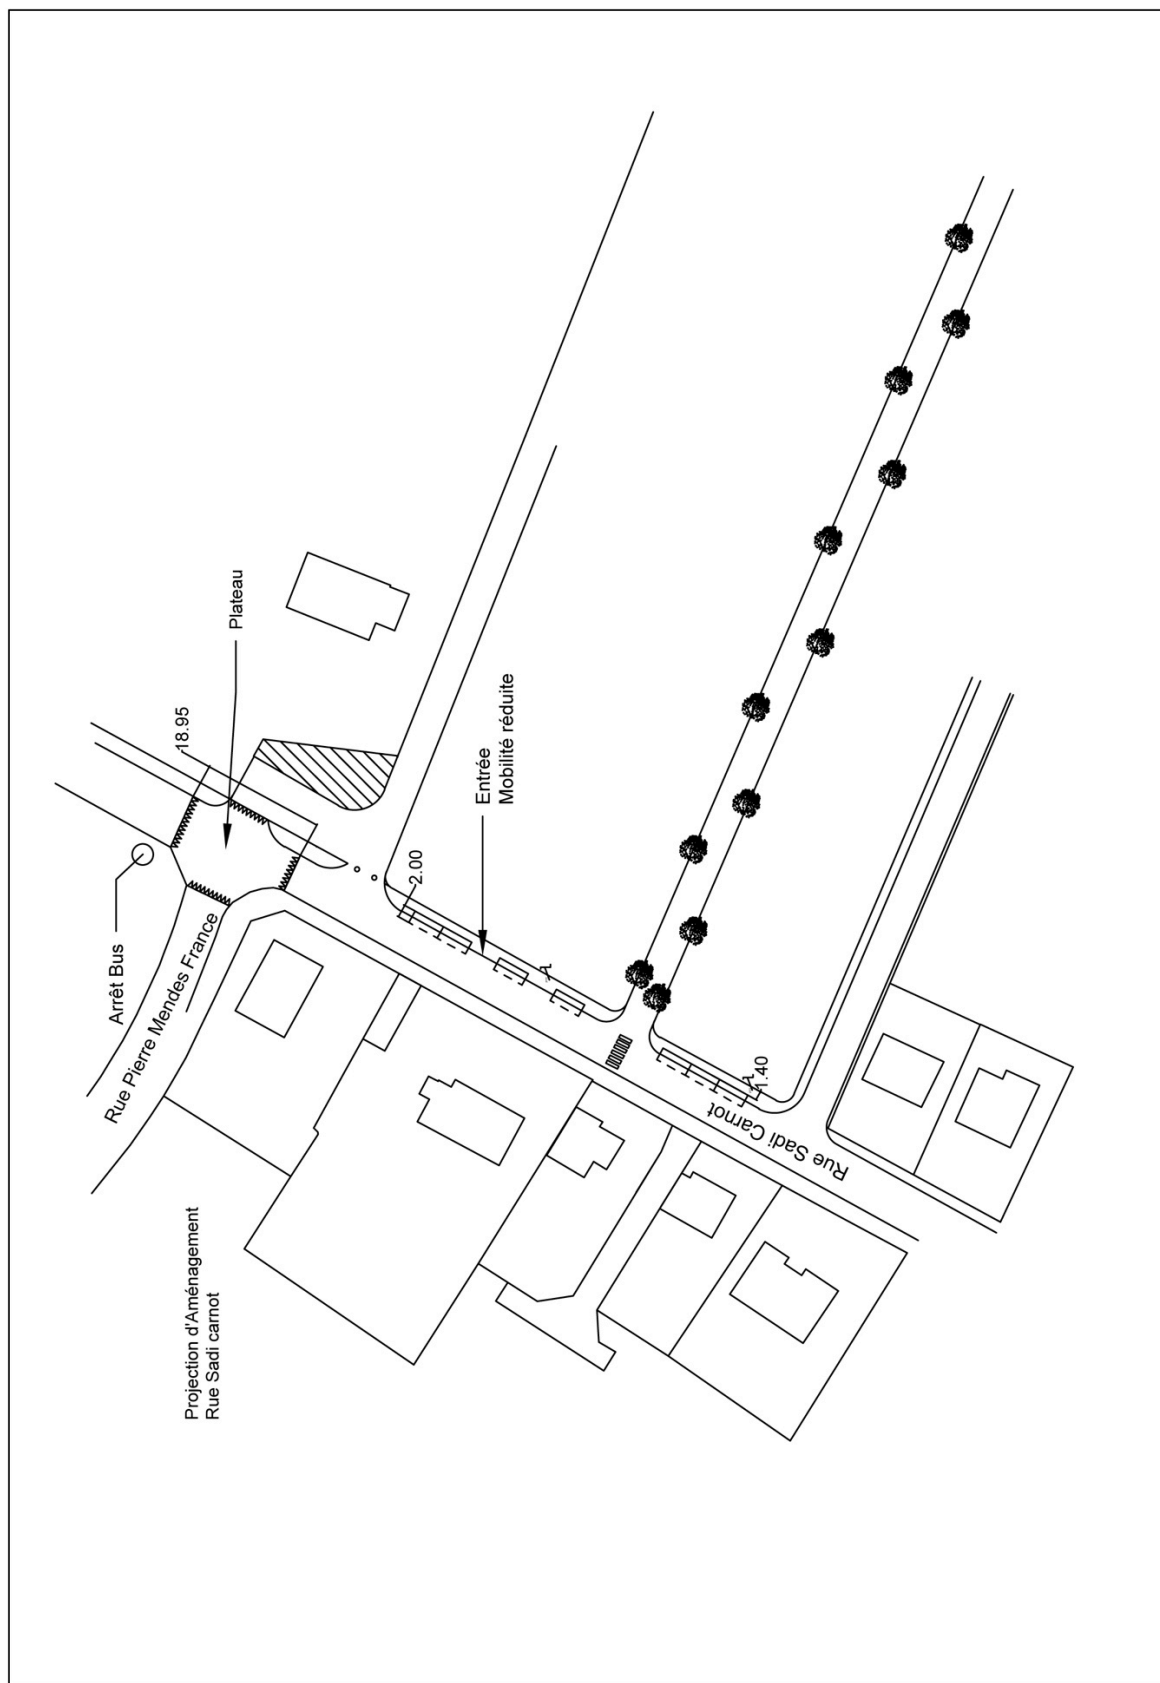 Projection d'Aménagement
Rue Sadi carnot
Arrêt Bus
Rue Pierre Mendes France
18.95
Plateau
2.00
Entrée
Mobilité réduite
1.40
Rue Sadi Carnot